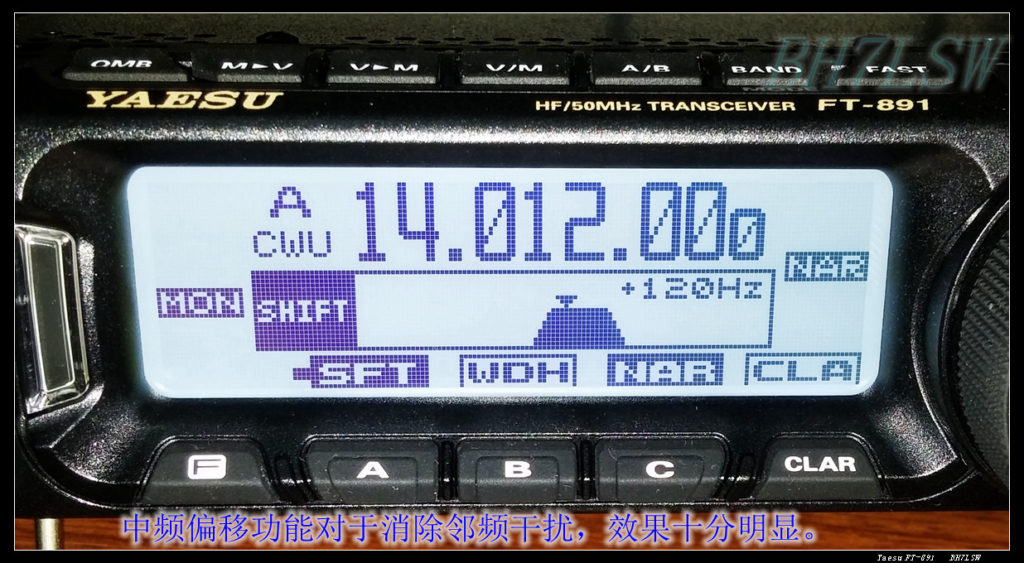 BH7LSW
QMB M►V V►M V/M A/B BAND FAST
MODE
YAESU HF/50MHz TRANSCEIVER FT-891
A 14.012.000
CWU
NAR
MON SHIFT +120Hz
SFT WDH NAR CLA
F A B C CLAR
中频偏移功能对于消除邻频干扰，效果十分明显。
Yaesu FT-891 BH7LSW